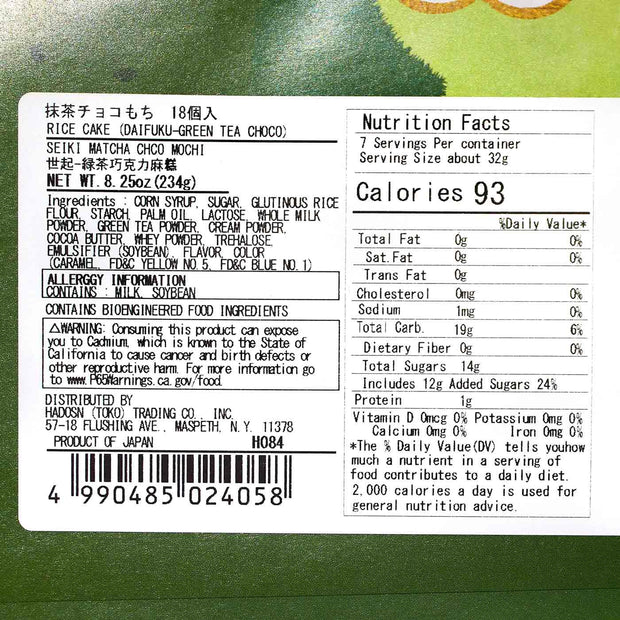 抹茶チョコもち 18個入
RICE CAKE (DAIFUKU-GREEN TEA CHOCO)
SEIKI MATCHA CHCO MOCHI
世起-緑茶巧克力麻糬
NET WT. 8.25oz(234g)
Ingredients : CORN SYRUP, SUGAR, GLUTINOUS RICE
FLOUR, STARCH, PALM OIL, LACTOSE, WHOLE MILK
POWDER, GREEN TEA POWDER, CREAM POWDER,
COCOA BUTTER, WHEY POWDER, TREHALOSE,
EMULSIFIER (SOYBEAN), FLAVOR, COLOR
(CARAMEL, FD&C YELLOW NO.5, FD&C BLUE NO.1)
ALLERGGY INFORMATION
CONTAINS : MILK, SOYBEAN
CONTAINS BIOENGINEERED FOOD INGREDIENTS
⚠WARNING: Consuming this product can expose
you to Cadmium, which is known to the State of
California to cause cancer and birth defects or
other reproductive harm. For more information go
to www.P65Warnings.ca.gov/food.
DISTRIBUTED BY
HADOSN (TOKO) TRADING CO., INC.
57-18 FLUSHING AVE., MASPETH, N.Y. 11378
PRODUCT OF JAPAN H084
4 990485 024058
Nutrition Facts
7 Servings Per container
Serving Size about 32g
Calories 93
%Daily Value*
Total Fat 0g 0%
Sat.Fat 0g 0%
Trans Fat 0g
Cholesterol 0mg 0%
Sodium 1mg 0%
Total Carb. 19g 6%
Dietary Fiber 0g 0%
Total Sugars 14g
Includes 12g Added Sugars 24%
Protein 1g
Vitamin D 0mcg 0% Potassium 0mg 0%
Calcium 0mg 0% Iron 0mg 0%
*The % Daily Value(DV) tells youhow
much a nutrient in a serving of
food contributes to a daily diet.
2,000 calories a day is used for
general nutrition advice.